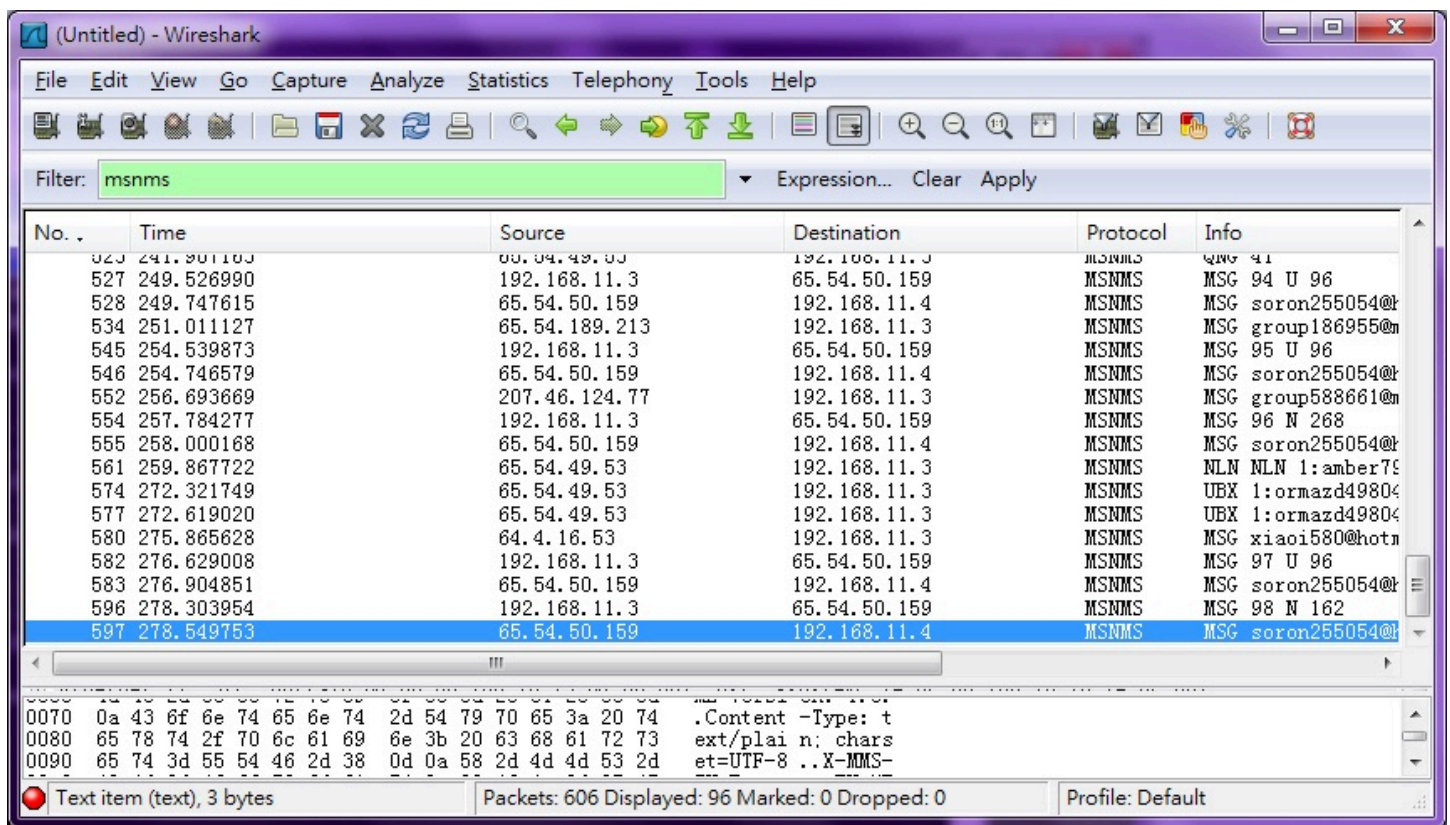 (Untitled) - Wireshark
File Edit View Go Capture Analyze Statistics Telephony Tools Help
Filter: msnms Expression... Clear Apply
No. . Time Source Destination Protocol Info
527 249.526990 192.168.11.3 65.54.50.159 MSNMS MSG 94 U 96
528 249.747615 65.54.50.159 192.168.11.4 MSNMS MSG soron255054@h
534 251.011127 65.54.189.213 192.168.11.3 MSNMS MSG group186955@m
545 254.539873 192.168.11.3 65.54.50.159 MSNMS MSG 95 U 96
546 254.746579 65.54.50.159 192.168.11.4 MSNMS MSG soron255054@h
552 256.693669 207.46.124.77 192.168.11.3 MSNMS MSG group588661@m
554 257.784277 192.168.11.3 65.54.50.159 MSNMS MSG 96 N 268
555 258.000168 65.54.50.159 192.168.11.4 MSNMS MSG soron255054@h
561 259.867722 65.54.49.53 192.168.11.3 MSNMS NLN NLN 1:amber79
574 272.321749 65.54.49.53 192.168.11.3 MSNMS UBX 1:ormazd49804
577 272.619020 65.54.49.53 192.168.11.3 MSNMS UBX 1:ormazd49804
580 275.865628 64.4.16.53 192.168.11.3 MSNMS MSG xiaoi580@hotm
582 276.629008 192.168.11.3 65.54.50.159 MSNMS MSG 97 U 96
583 276.904851 65.54.50.159 192.168.11.4 MSNMS MSG soron255054@h
596 278.303954 192.168.11.3 65.54.50.159 MSNMS MSG 98 N 162
597 278.549753 65.54.50.159 192.168.11.4 MSNMS MSG soron255054@h
0070 0a 43 6f 6e 74 65 6e 74 2d 54 79 70 65 3a 20 74 .Content -Type: t
0080 65 78 74 2f 70 6c 61 69 6e 3b 20 63 68 61 72 73 ext/plai n; chars
0090 65 74 3d 55 54 46 2d 38 0d 0a 58 2d 4d 4d 53 2d et=UTF-8 ..X-MMS-
Text item (text), 3 bytes Packets: 606 Displayed: 96 Marked: 0 Dropped: 0 Profile: Default